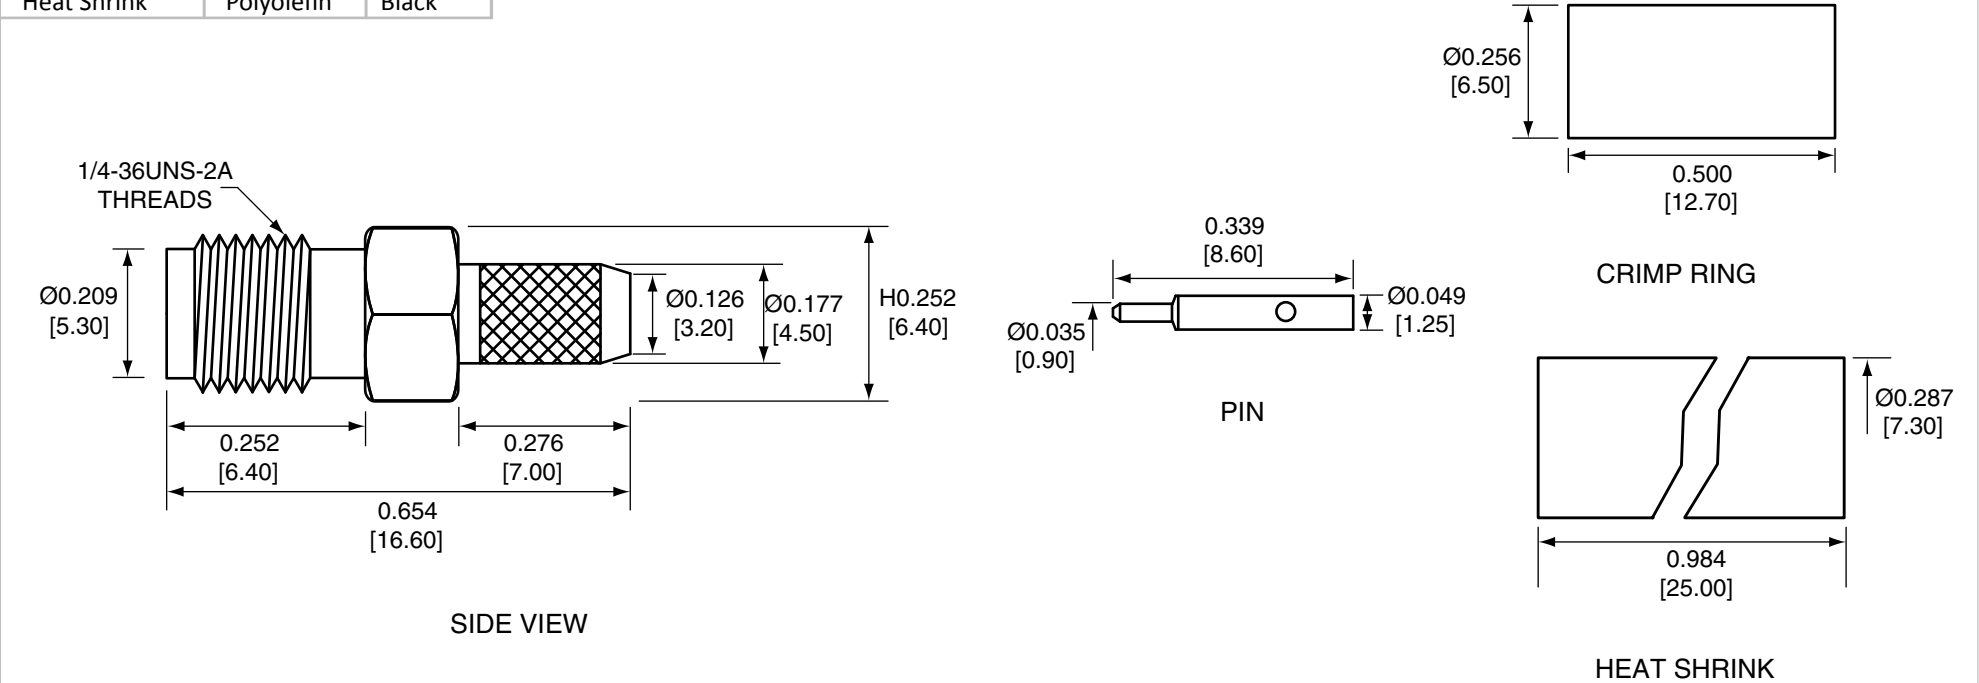 Heat Shrink Polyolefin Black
1/4-36UNS-2A
THREADS
Ø0.209
[5.30]
Ø0.126
[3.20]
Ø0.177
[4.50]
H0.252
[6.40]
0.252
[6.40]
0.276
[7.00]
0.654
[16.60]
SIDE VIEW
0.339
[8.60]
Ø0.035
[0.90]
Ø0.049
[1.25]
PIN
Ø0.256
[6.50]
0.500
[12.70]
CRIMP RING
Ø0.287
[7.30]
0.984
[25.00]
HEAT SHRINK